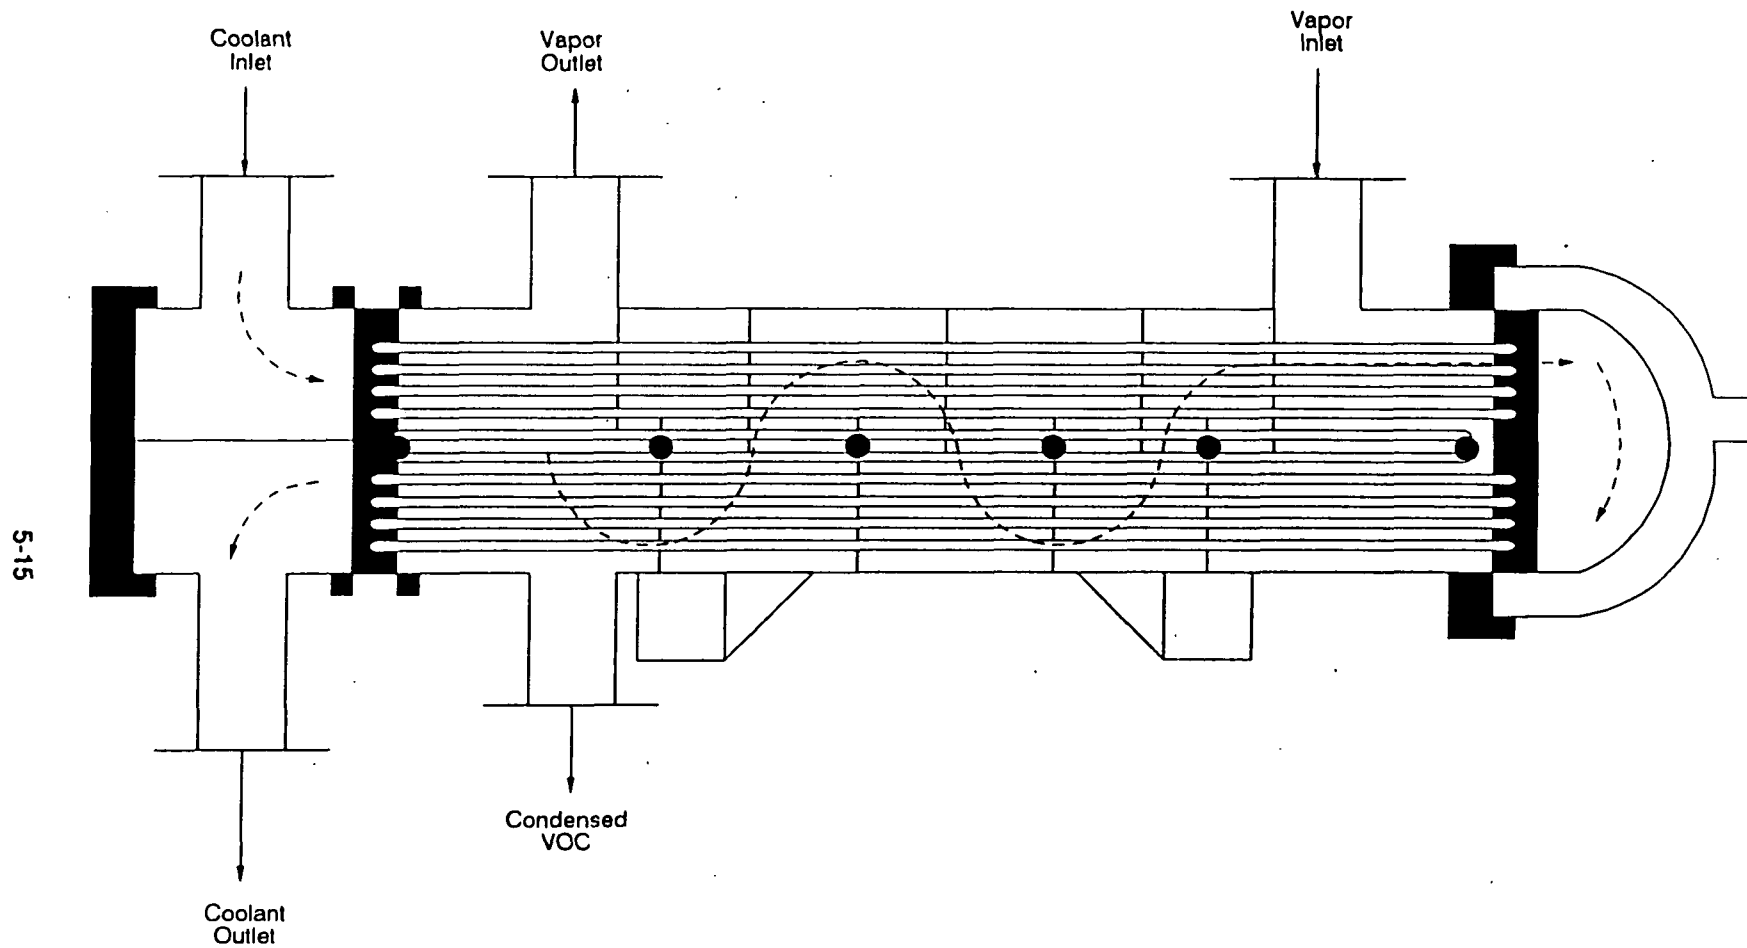 Coolant
Inlet
Vapor
Outlet
Vapor
Inlet
5-15
Condensed
VOC
Coolant
Outlet